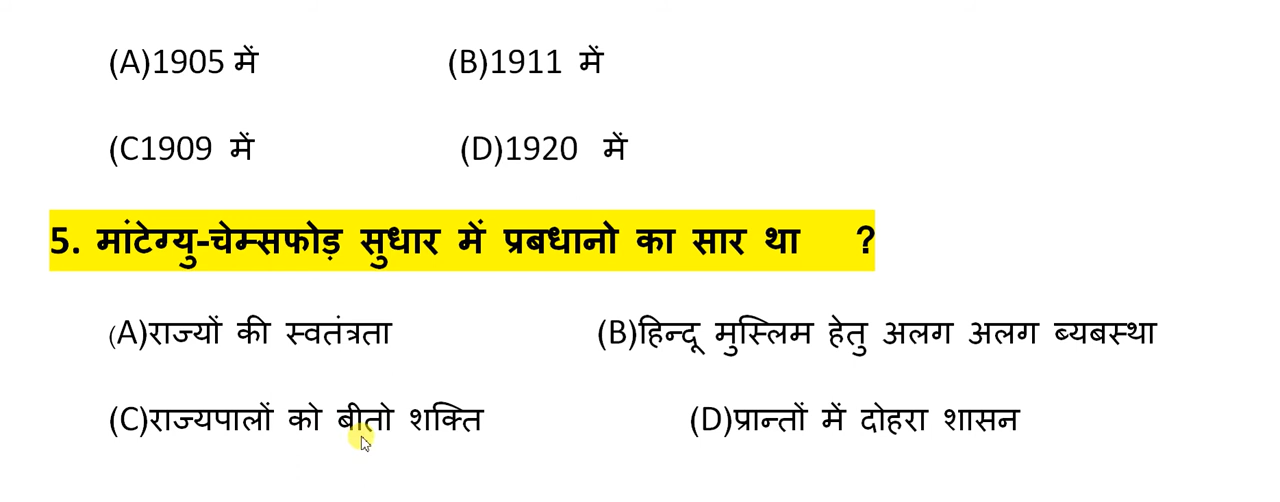 (A)1905 में (B)1911 में
(C1909 में (D)1920 में
5. मांटेग्यु-चेम्सफोड़ सुधार में प्रबधानो का सार था ?
(A)राज्यों की स्वतंत्रता (B)हिन्दू मुस्लिम हेतु अलग अलग ब्यबस्था
(C)राज्यपालों को बीतो शक्ति (D)प्रान्तों में दोहरा शासन